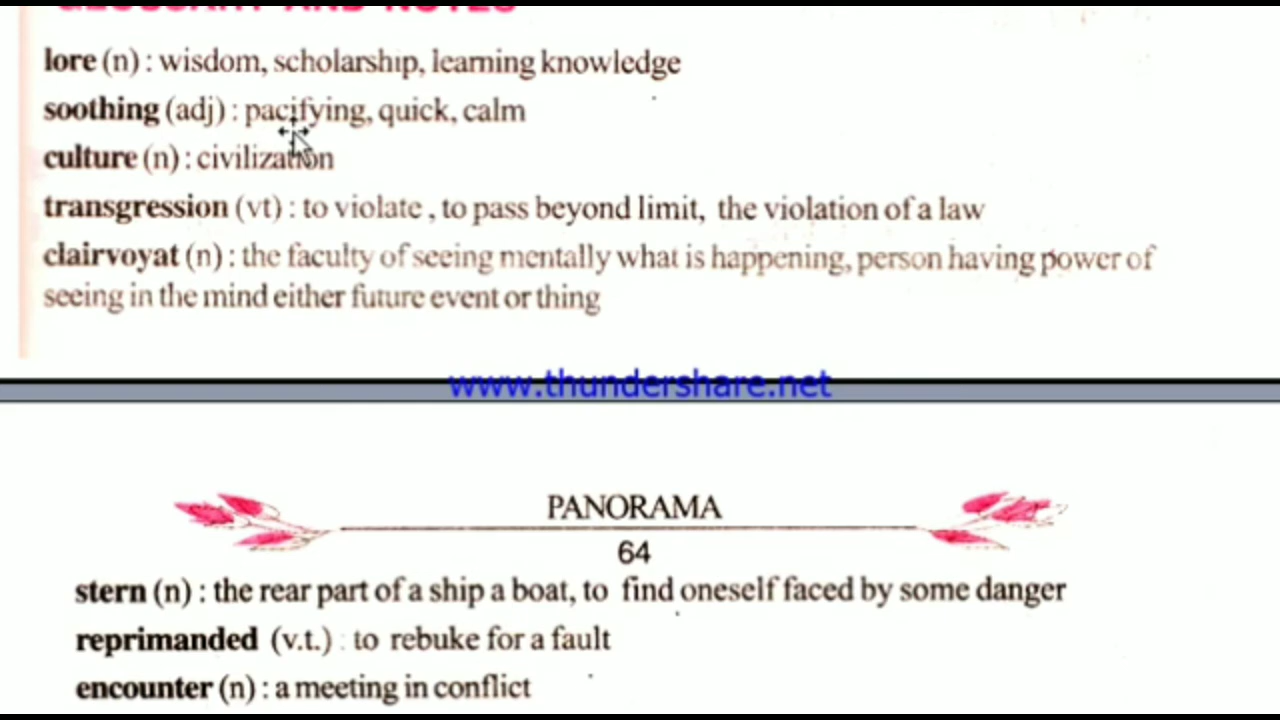 GLOSSARY AND NOTES
lore (n) : wisdom, scholarship, learning knowledge
soothing (adj) : pacifying, quick, calm
culture (n) : civilization
transgression (vt) : to violate , to pass beyond limit, the violation of a law
clairvoyat (n) : the faculty of seeing mentally what is happening, person having power of
seeing in the mind either future event or thing
www.thundershare.net
PANORAMA
64
stern (n) : the rear part of a ship a boat, to find oneself faced by some danger
reprimanded (v.t.) : to rebuke for a fault
encounter (n) : a meeting in conflict